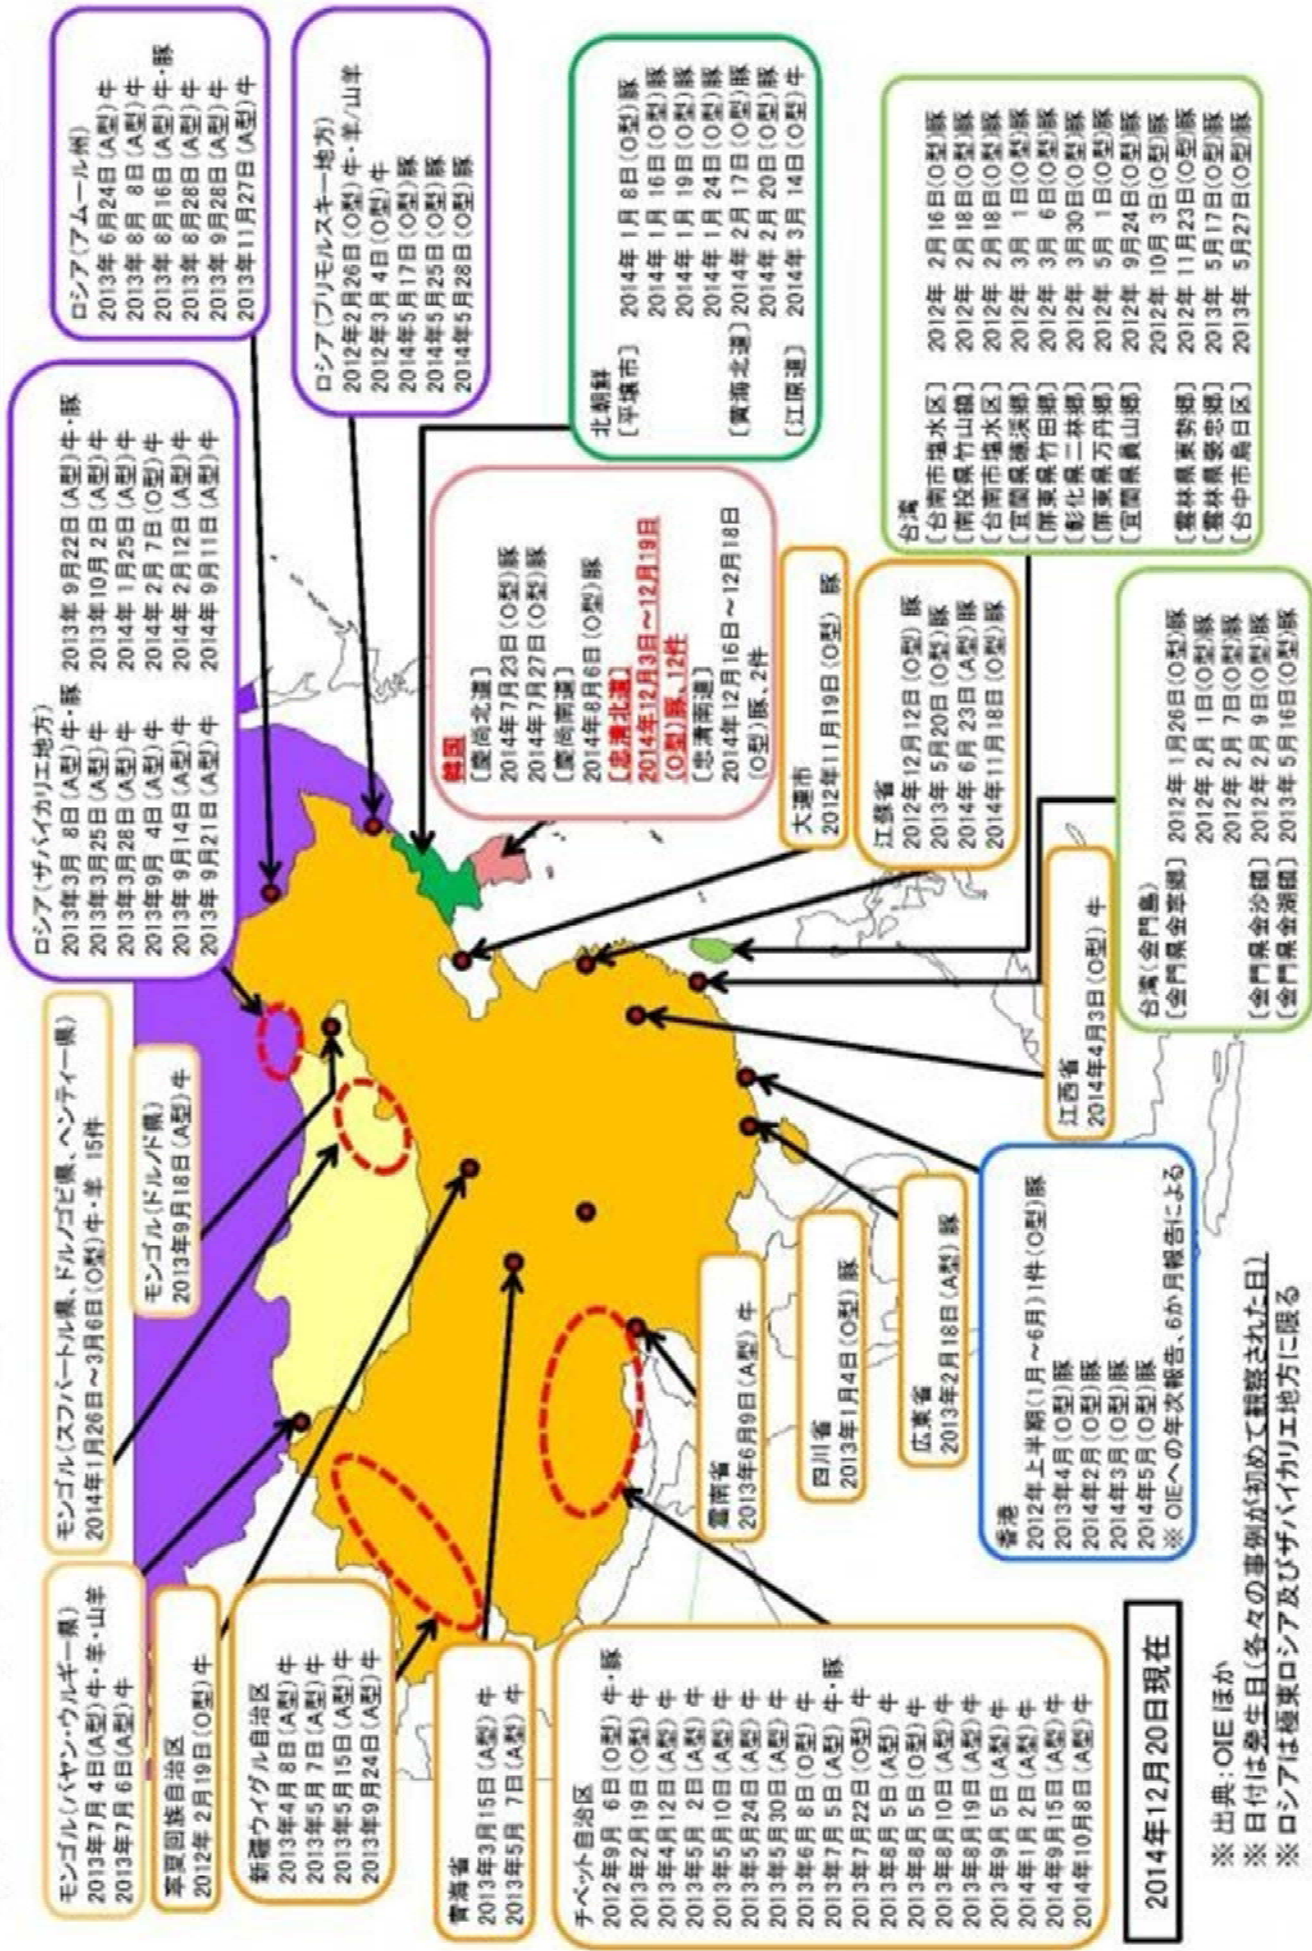 モンゴル(バヤン・ウルギー県)
2013年7月 4日(A型)牛・羊・山羊
2013年7月 6日(A型)牛
モンゴル(スフバートル県、ドルノゴビ県、ヘンティー県)
2014年1月26日～3月6日(O型)牛・羊 15件
モンゴル(ドルノド県)
2013年9月18日(A型)牛
ロシア(ザバイカリエ地方)
2013年3月 8日(A型)牛・豚 2013年 9月22日(A型)牛・豚
2013年3月25日(A型)牛 2013年10月 2日(A型)牛
2013年3月28日(A型)牛 2014年 1月25日(A型)牛
2013年9月 4日(A型)牛 2014年 2月 7日(O型)牛
2013年 9月14日(A型)牛 2014年 2月12日(A型)牛
2013年 9月21日(A型)牛 2014年 9月11日(A型)牛
ロシア(アムール州)
2013年 6月24日(A型)牛
2013年 8月 8日(A型)牛
2013年 8月16日(A型)牛・豚
2013年 8月28日(A型)牛
2013年 9月28日(A型)牛
2013年11月27日(A型)牛
ロシア(プリモルスキー地方)
2012年2月26日(O型)牛・羊/山羊
2012年3月 4日(O型)牛
2014年5月17日(O型)豚
2014年5月25日(O型)豚
2014年5月28日(O型)豚
寧夏回族自治区
2012年 2月19日(O型)牛
新疆ウイグル自治区
2013年4月 8日(A型)牛
2013年5月 7日(A型)牛
2013年5月15日(A型)牛
2013年9月24日(A型)牛
青海省
2013年3月15日(A型)牛
2013年5月 7日(A型)牛
チベット自治区
2012年9月 6日(O型)牛・豚
2013年2月19日(O型)牛
2013年4月12日(A型)牛
2013年5月 2日(A型)牛
2013年5月10日(A型)牛
2013年5月24日(A型)牛
2013年5月30日(A型)牛
2013年6月 8日(O型)牛
2013年7月 5日(A型)牛・豚
2013年7月22日(O型)牛
2013年8月 5日(A型)牛
2013年8月 5日(O型)牛
2013年8月10日(A型)牛
2013年8月19日(A型)牛
2013年9月 5日(A型)牛
2014年1月 2日(A型)牛
2014年9月15日(A型)牛
2014年10月8日(A型)牛
北朝鮮
[平壌市] 2014年 1月 8日(O型)豚
2014年 1月 16日(O型)豚
2014年 1月 19日(O型)豚
2014年 1月 24日(O型)豚
[黄海北道] 2014年 2月 17日(O型)豚
2014年 2月 20日(O型)豚
[江原道] 2014年 3月 14日(O型)牛
韓国
[慶尚北道]
2014年7月23日(O型)豚
2014年7月27日(O型)豚
[慶尚南道]
2014年8月6日(O型)豚
[忠清北道]
2014年12月3日～12月19日
(O型)豚、12件
[忠清南道]
2014年12月16日～12月18日
(O型)豚、2件
大連市
2012年11月19日(O型) 豚
江蘇省
2012年12月12日(O型)豚
2013年 5月20日(O型)豚
2014年 6月 23日(A型)豚
2014年11月18日(O型)豚
台湾
[台南市塩水区] 2012年 2月16日(O型)豚
[南投県竹山鎮] 2012年 2月18日(O型)豚
[台南市塩水区] 2012年 2月18日(O型)豚
[宜蘭県礁渓郷] 2012年 3月 1日(O型)豚
[屏東県竹田郷] 2012年 3月 6日(O型)豚
[彰化県二林郷] 2012年 3月30日(O型)豚
[屏東県万丹郷] 2012年 5月 1日(O型)豚
[宜蘭県員山郷] 2012年 9月24日(O型)豚
2012年 10月 3日(O型)豚
[雲林県東勢郷] 2012年 11月23日(O型)豚
[雲林県褒忠郷] 2013年 5月17日(O型)豚
[台中市烏日区] 2013年 5月27日(O型)豚
台湾(金門島)
[金門県金寧郷] 2012年 1月26日(O型)豚
2012年 2月 1日(O型)豚
2012年 2月 7日(O型)豚
[金門県金沙鎮] 2012年 2月 9日(O型)豚
[金門県金湖鎮] 2013年 5月16日(O型)豚
江西省
2014年4月3日(O型)牛
雲南省
2013年6月9日(A型)牛
四川省
2013年1月4日(O型)豚
広東省
2013年2月18日(A型)豚
香港
2012年上半期(1月～6月)1件(O型)豚
2013年4月(O型)豚
2014年2月(O型)豚
2014年3月(O型)豚
2014年5月(O型)豚
※ OIEへの年次報告、6か月報告による
2014年12月20日現在
※ 出典：OIEほか
※ 日付は発生日(各々の事例が初めて観察された日)
※ ロシアは極東ロシア及びザバイカリエ地方に限る